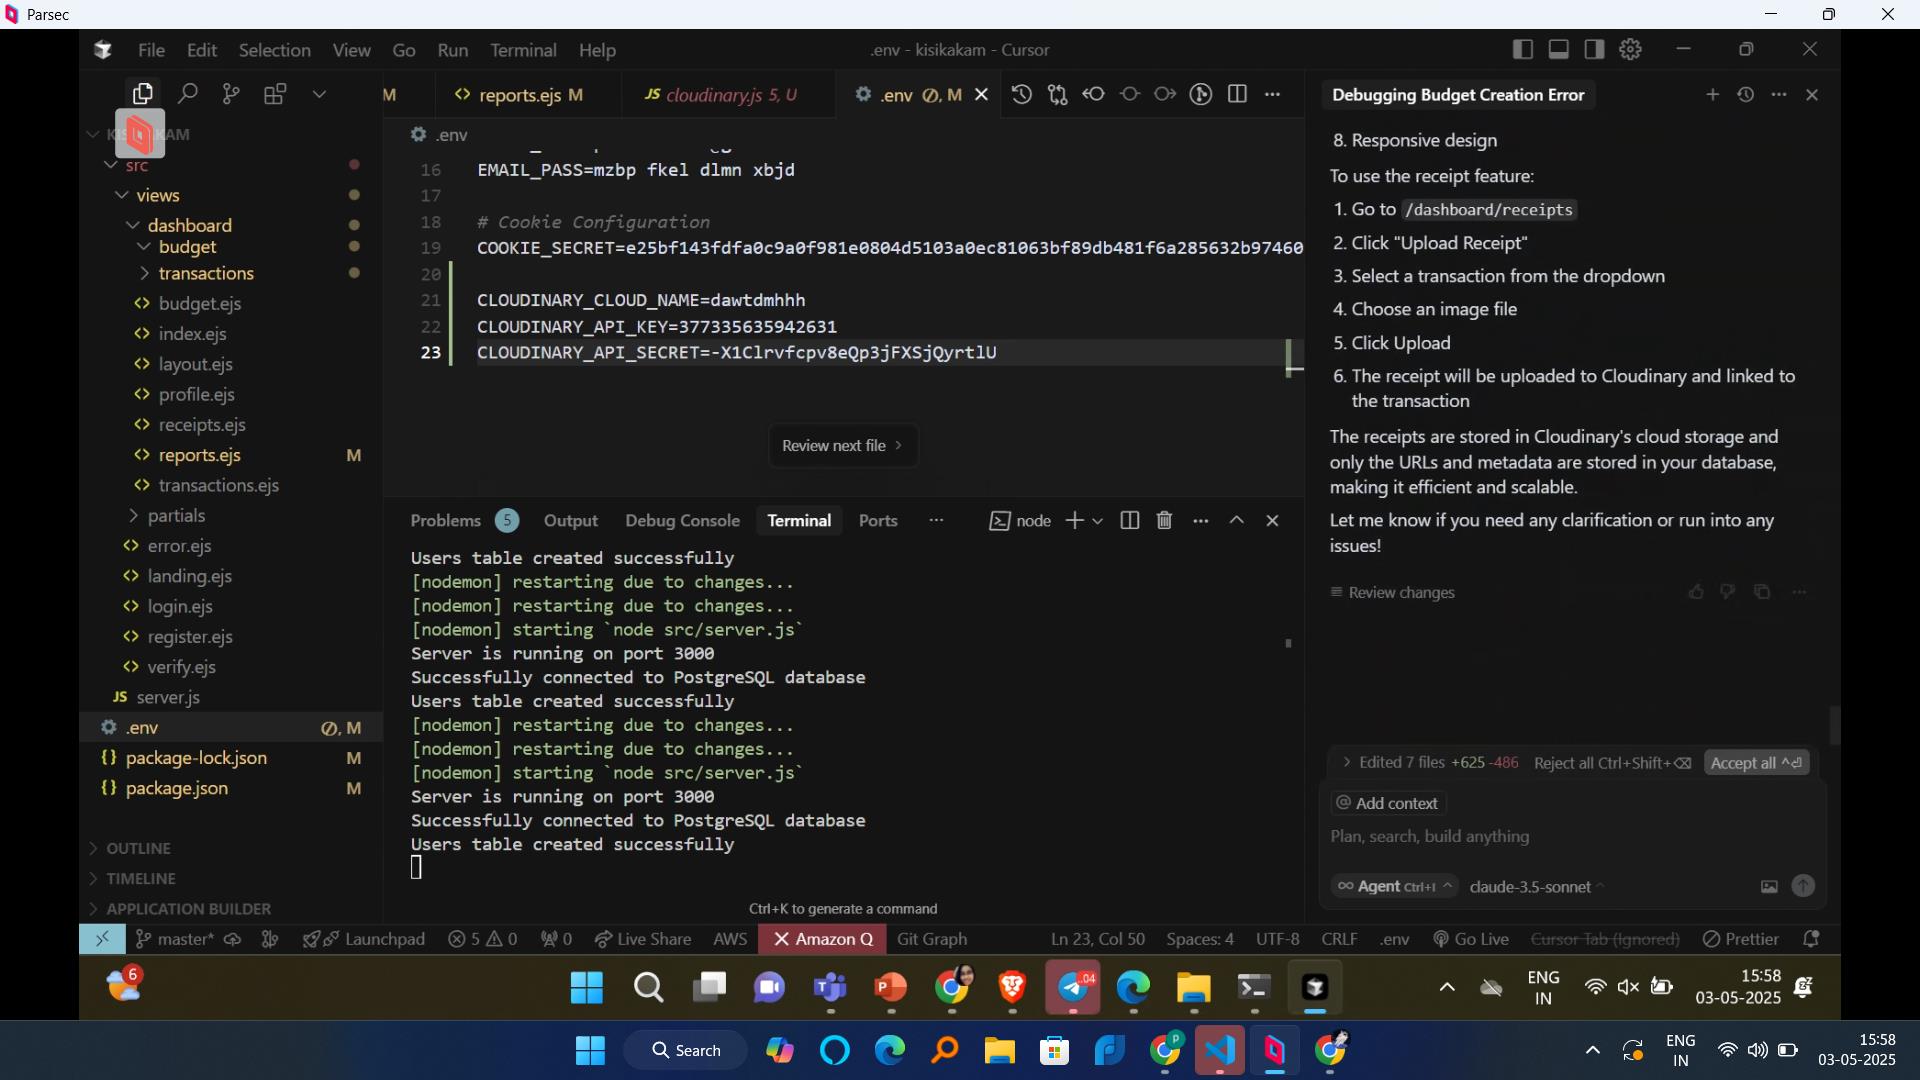 Parsec
File Edit Selection View Go Run Terminal Help
.env - kisikakam - Cursor
M
reports.ejs M
JS cloudinary.js 5, U
.env M
Debugging Budget Creation Error
src
views
dashboard
budget
transactions
budget.ejs
index.ejs
layout.ejs
profile.ejs
receipts.ejs
reports.ejs M
transactions.ejs
partials
error.ejs
landing.ejs
login.ejs
register.ejs
verify.ejs
JS server.js
.env M
{} package-lock.json M
{} package.json M
OUTLINE
TIMELINE
APPLICATION BUILDER
.env
16 EMAIL_PASS=mzbp fkel dlmn xbjd
17
18 # Cookie Configuration
19 COOKIE_SECRET=e25bf143fdfa0c9a0f981e0804d5103a0ec81063bf89db481f6a285632b97460
20
21 CLOUDINARY_CLOUD_NAME=dawtdmhhh
22 CLOUDINARY_API_KEY=377335635942631
23 CLOUDINARY_API_SECRET=-X1Clrvfcpv8eQp3jFXSjQyrtlU
Review next file
Problems 5 Output Debug Console Terminal Ports node
Users table created successfully
[nodemon] restarting due to changes...
[nodemon] restarting due to changes...
[nodemon] starting `node src/server.js`
Server is running on port 3000
Successfully connected to PostgreSQL database
Users table created successfully
[nodemon] restarting due to changes...
[nodemon] restarting due to changes...
[nodemon] starting `node src/server.js`
Server is running on port 3000
Successfully connected to PostgreSQL database
Users table created successfully
Ctrl+K to generate a command
8. Responsive design
To use the receipt feature:
1. Go to /dashboard/receipts
2. Click "Upload Receipt"
3. Select a transaction from the dropdown
4. Choose an image file
5. Click Upload
6. The receipt will be uploaded to Cloudinary and linked to
the transaction
The receipts are stored in Cloudinary's cloud storage and
only the URLs and metadata are stored in your database,
making it efficient and scalable.
Let me know if you need any clarification or run into any
issues!
Review changes
Edited 7 files +625 -486 Reject all Ctrl+Shift+⌫ Accept all ^⏎
@ Add context
Plan, search, build anything
∞ Agent Ctrl+I claude-3.5-sonnet
master* Launchpad 5 0 0 Live Share AWS Amazon Q Git Graph Ln 23, Col 50 Spaces: 4 UTF-8 CRLF .env Go Live Cursor Tab (Ignored) Prettier
6
.04
ENG
IN
15:58
03-05-2025
Search
P
ENG
IN
15:58
03-05-2025